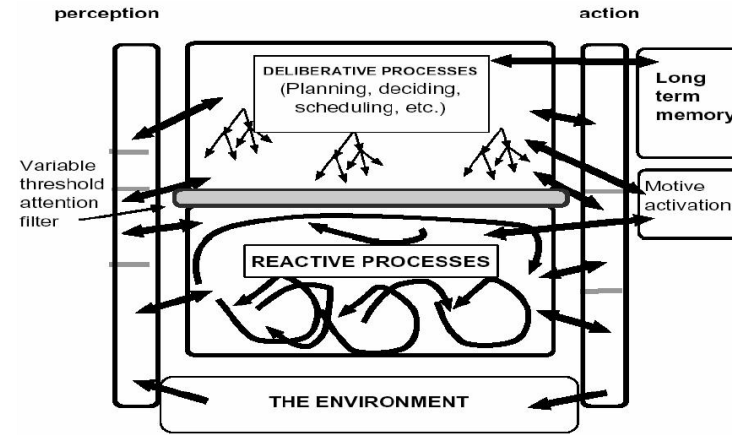 perception
action
DELIBERATIVE PROCESSES
(Planning, deciding,
scheduling, etc.)
Long
term
memory
Variable
threshold
attention
filter
Motive
activation
REACTIVE PROCESSES
THE ENVIRONMENT